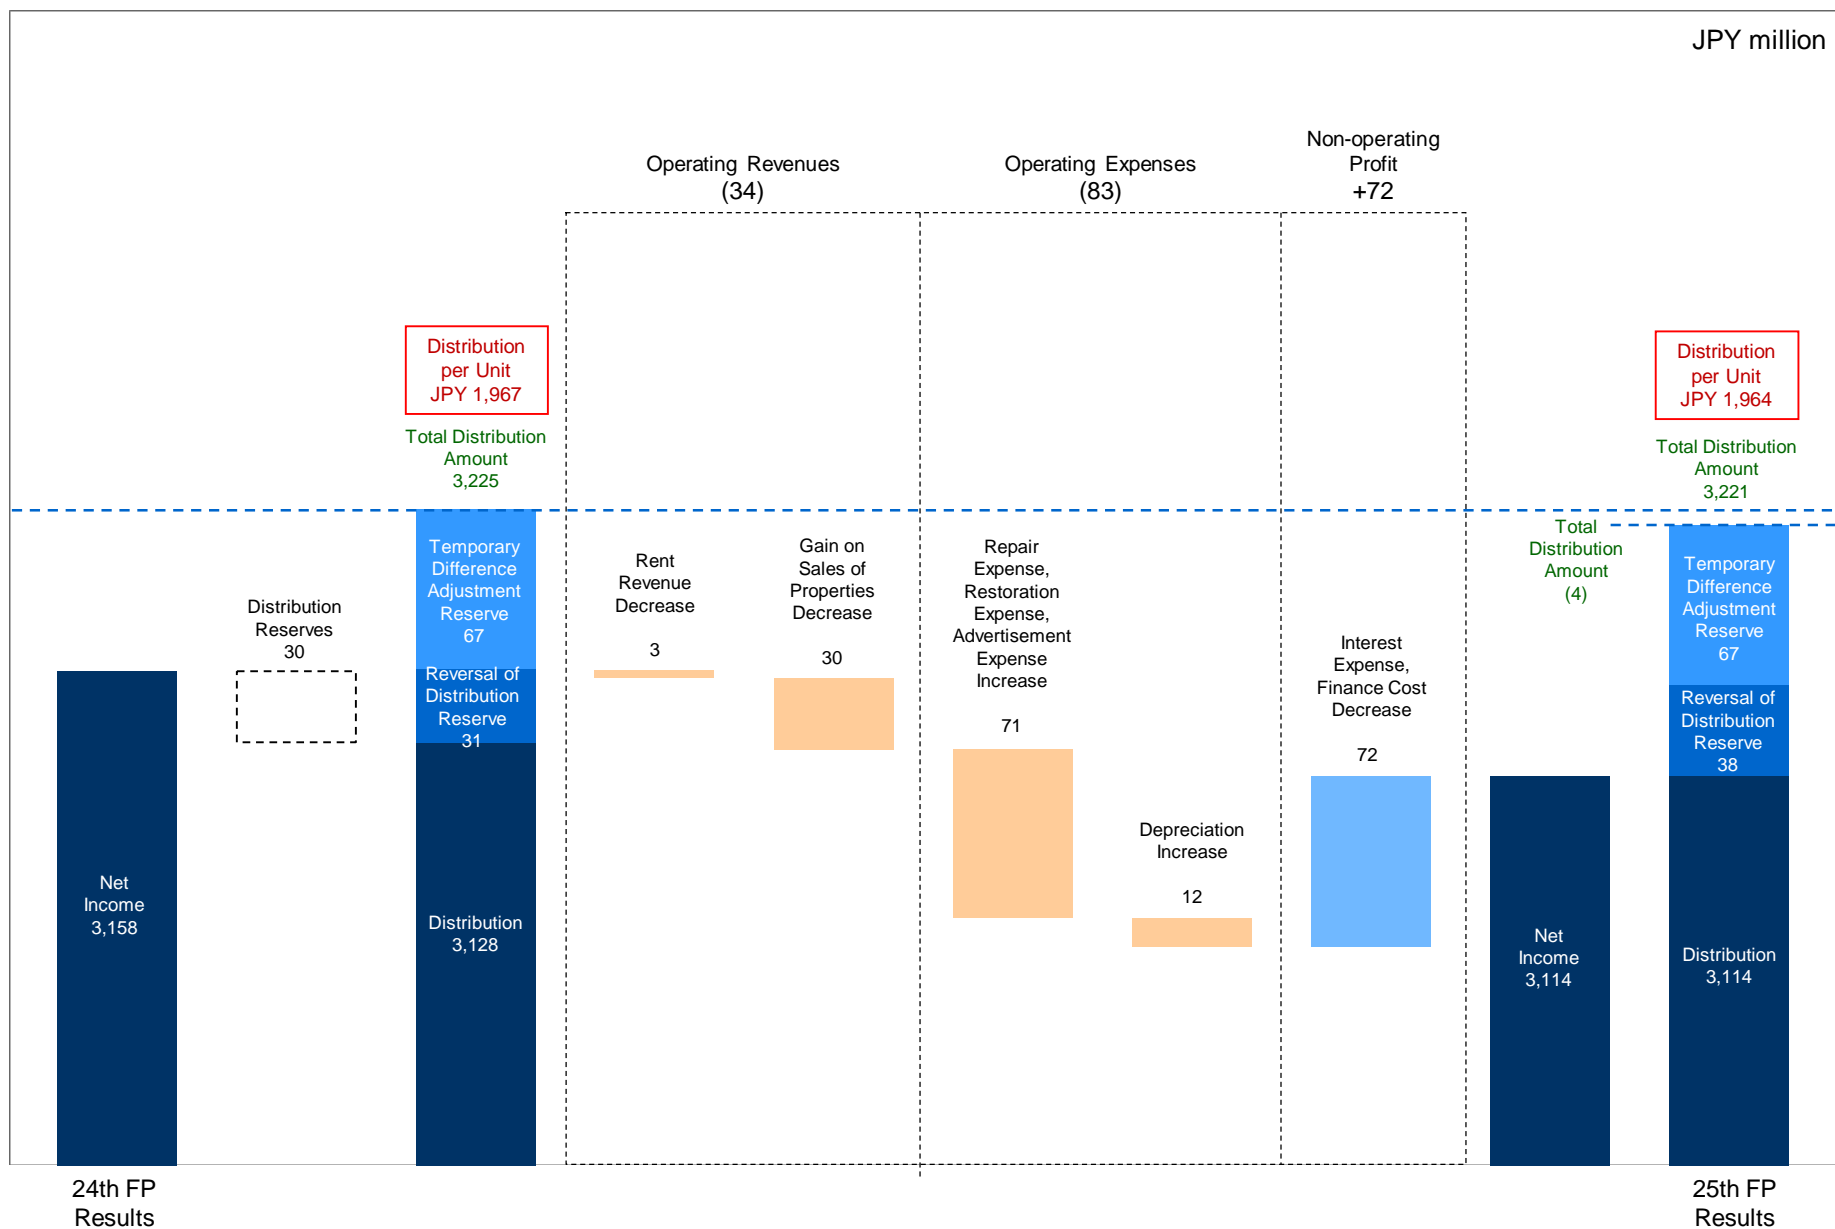 JPY million
Operating Revenues
(34)
Operating Expenses
(83)
Non-operating
Profit
+72
Distribution
per Unit
JPY 1,967
Total Distribution
Amount
3,225
Distribution
per Unit
JPY 1,964
Total Distribution
Amount
3,221
Net
Income
3,158
Distribution
Reserves
30
Temporary
Difference
Adjustment
Reserve
67
Reversal of
Distribution
Reserve
31
Distribution
3,128
Rent
Revenue
Decrease
3
Gain on
Sales of
Properties
Decrease
30
Repair
Expense,
Restoration
Expense,
Advertisement
Expense
Increase
71
Depreciation
Increase
12
Interest
Expense,
Finance Cost
Decrease
72
Total
Distribution
Amount
(4)
Net
Income
3,114
Temporary
Difference
Adjustment
Reserve
67
Reversal of
Distribution
Reserve
38
Distribution
3,114
24th FP
Results
25th FP
Results